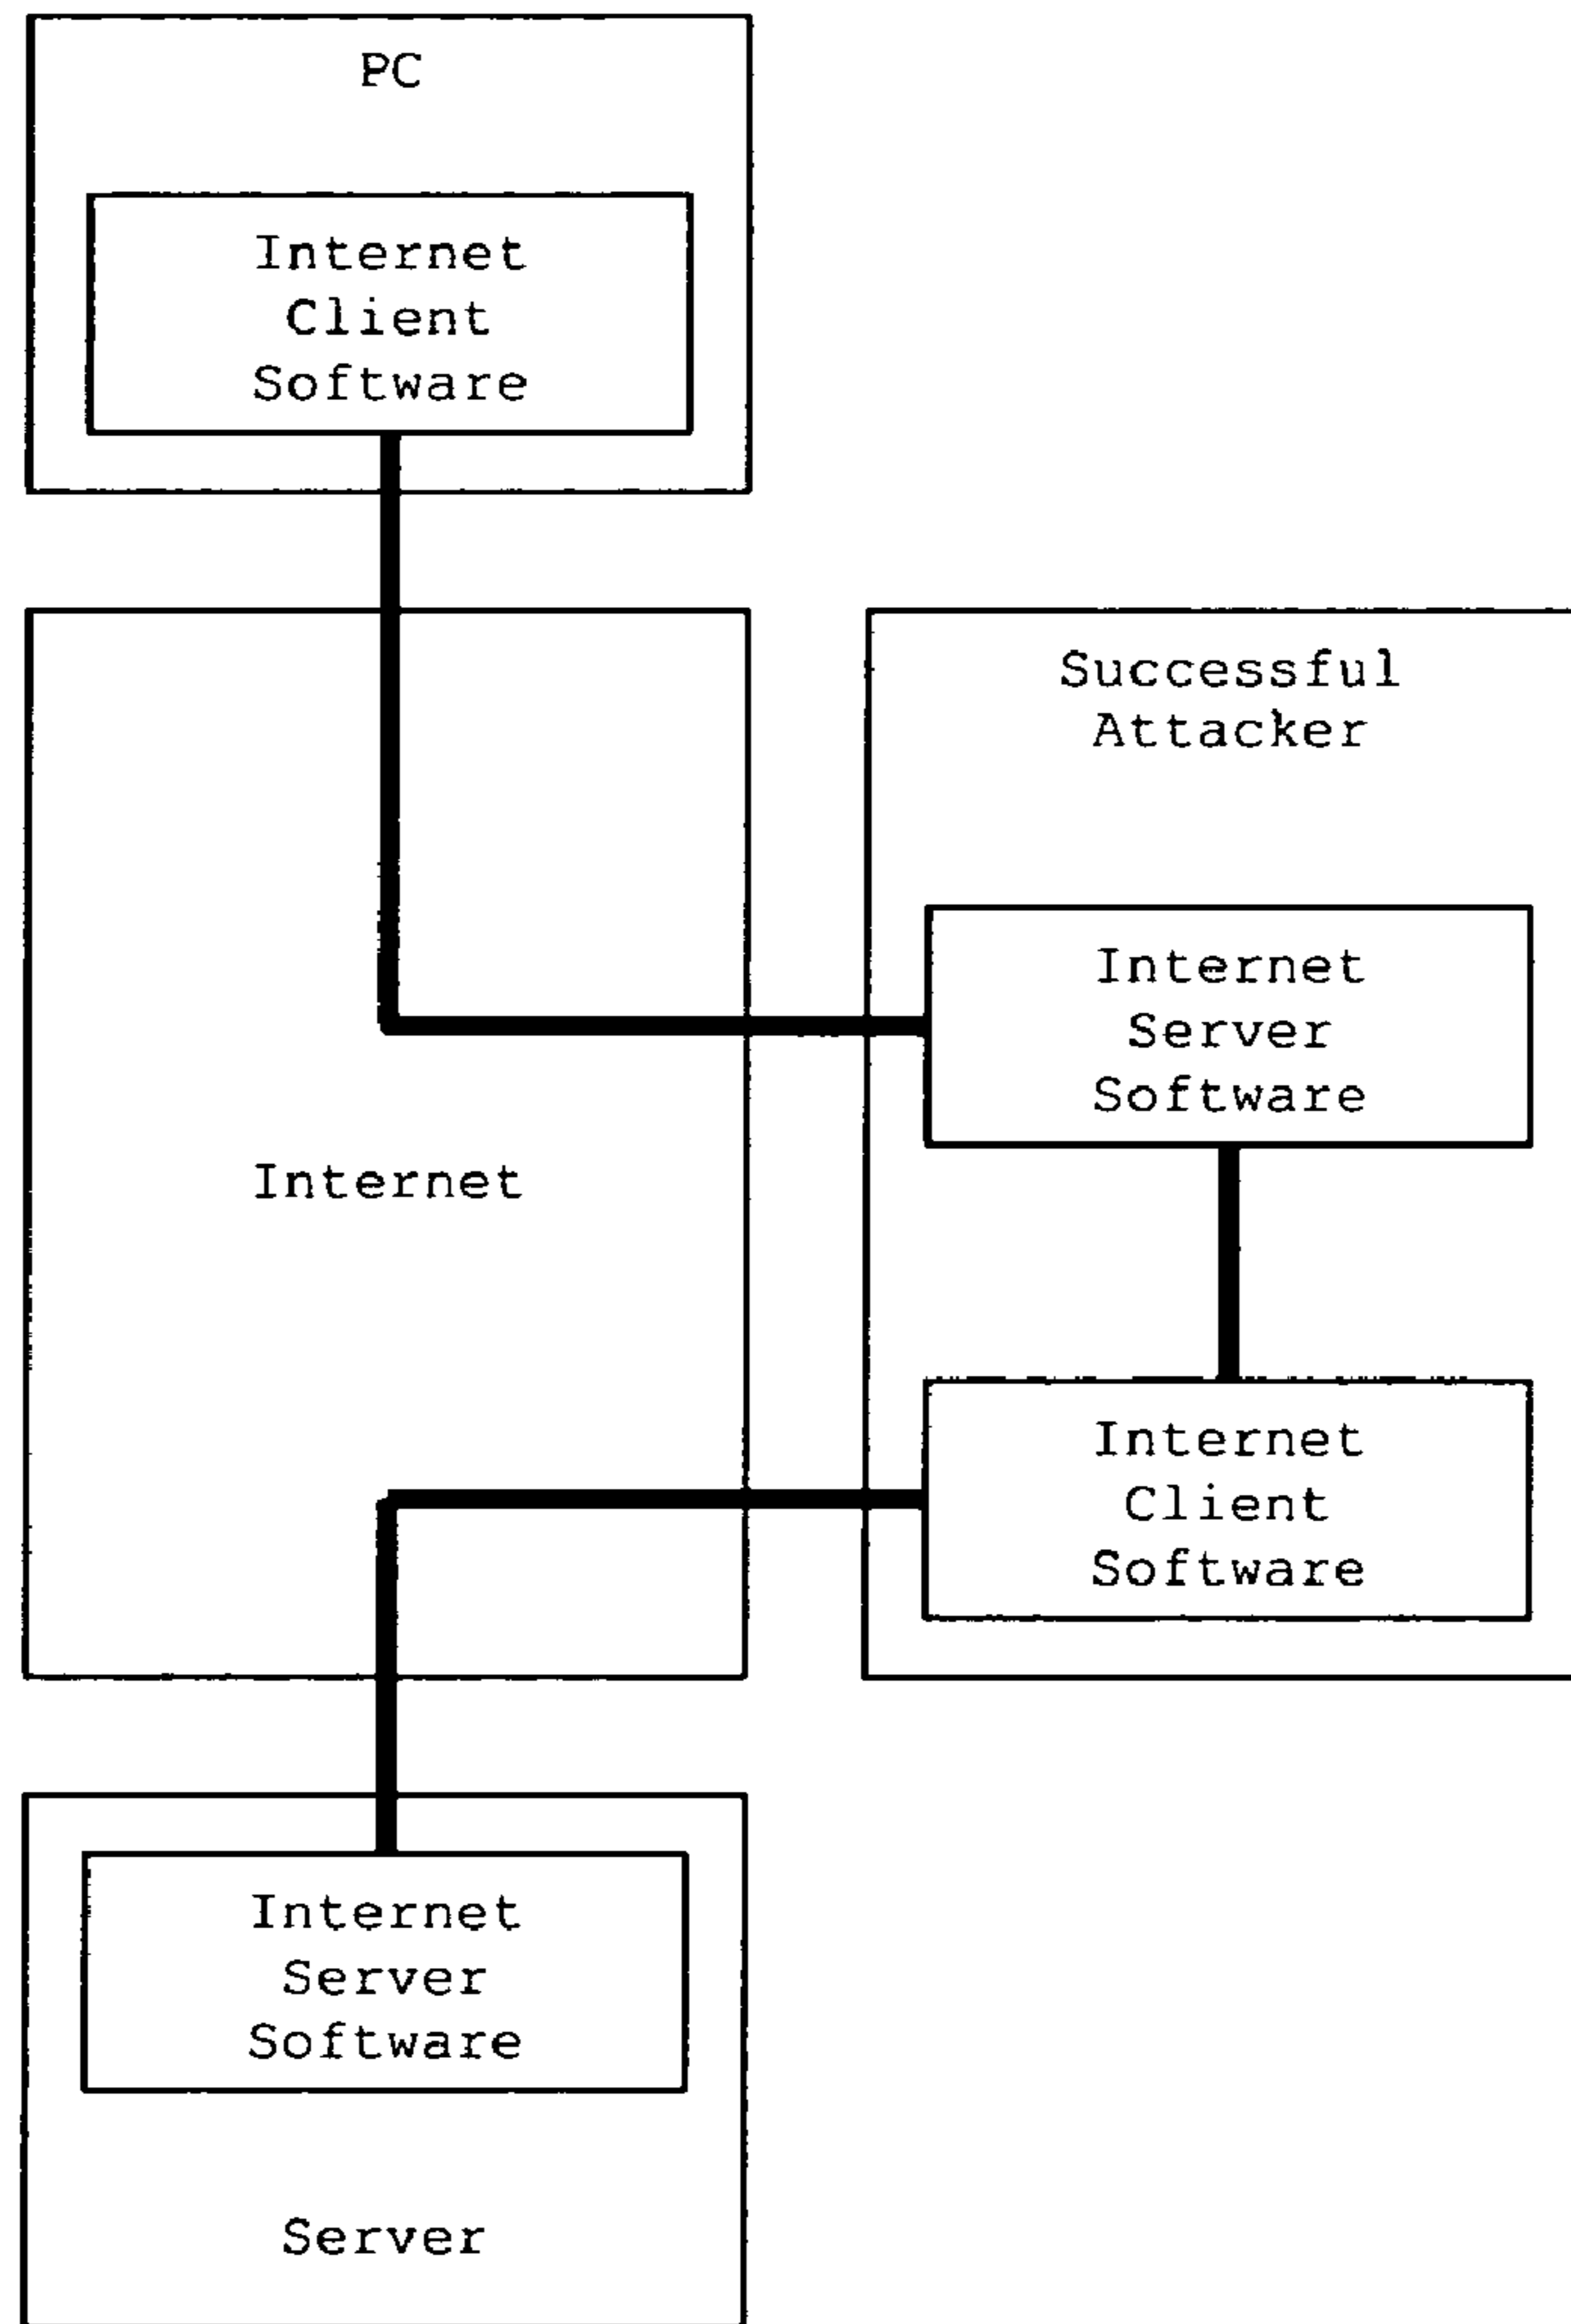 PC
Internet
Client
Software
Successful
Attacker
Internet
Server
Software
Internet
Internet
Client
Software
Internet
Server
Software
Server